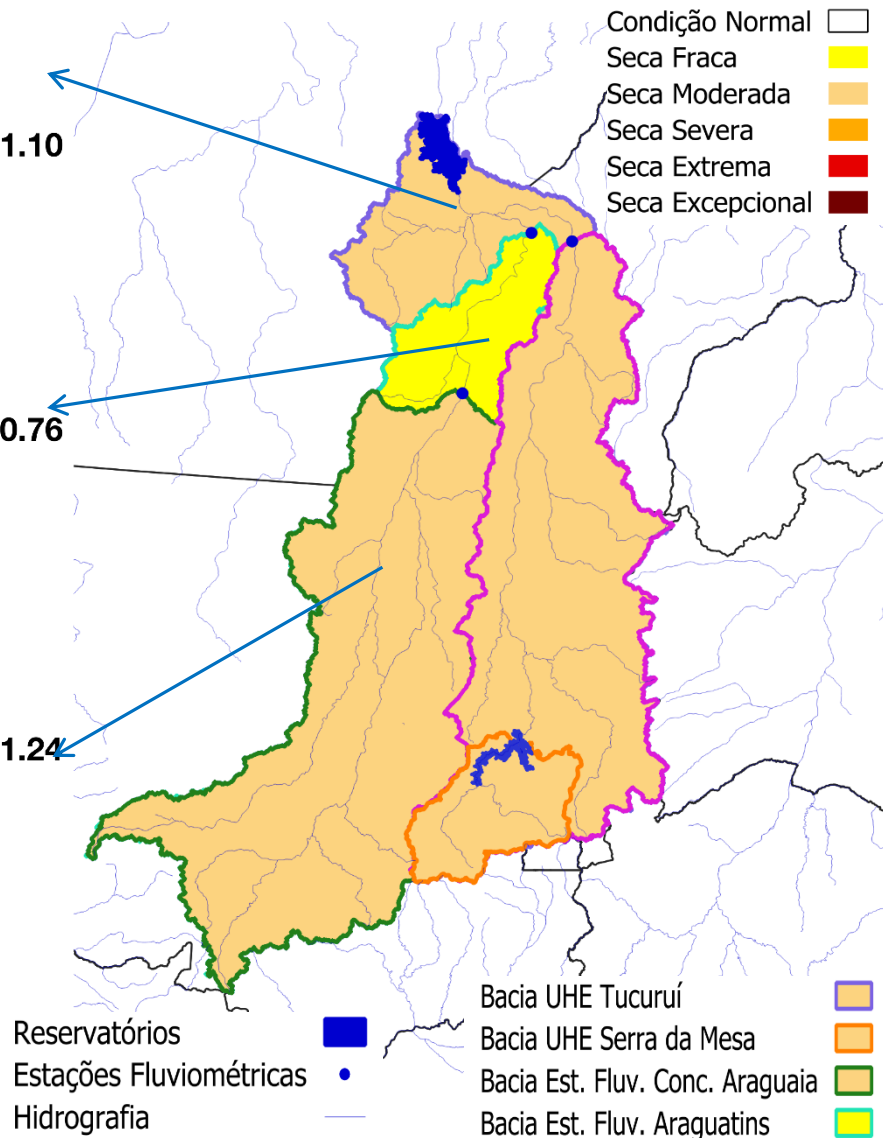 Condição Normal
Seca Fraca
Seca Moderada
Seca Severa
Seca Extrema
Seca Excepcional
1.10
0.76
1.24
Reservatórios
Estações Fluviométricas
Hidrografia
Bacia UHE Tucuruí
Bacia UHE Serra da Mesa
Bacia Est. Fluv. Conc. Araguaia
Bacia Est. Fluv. Araguatins